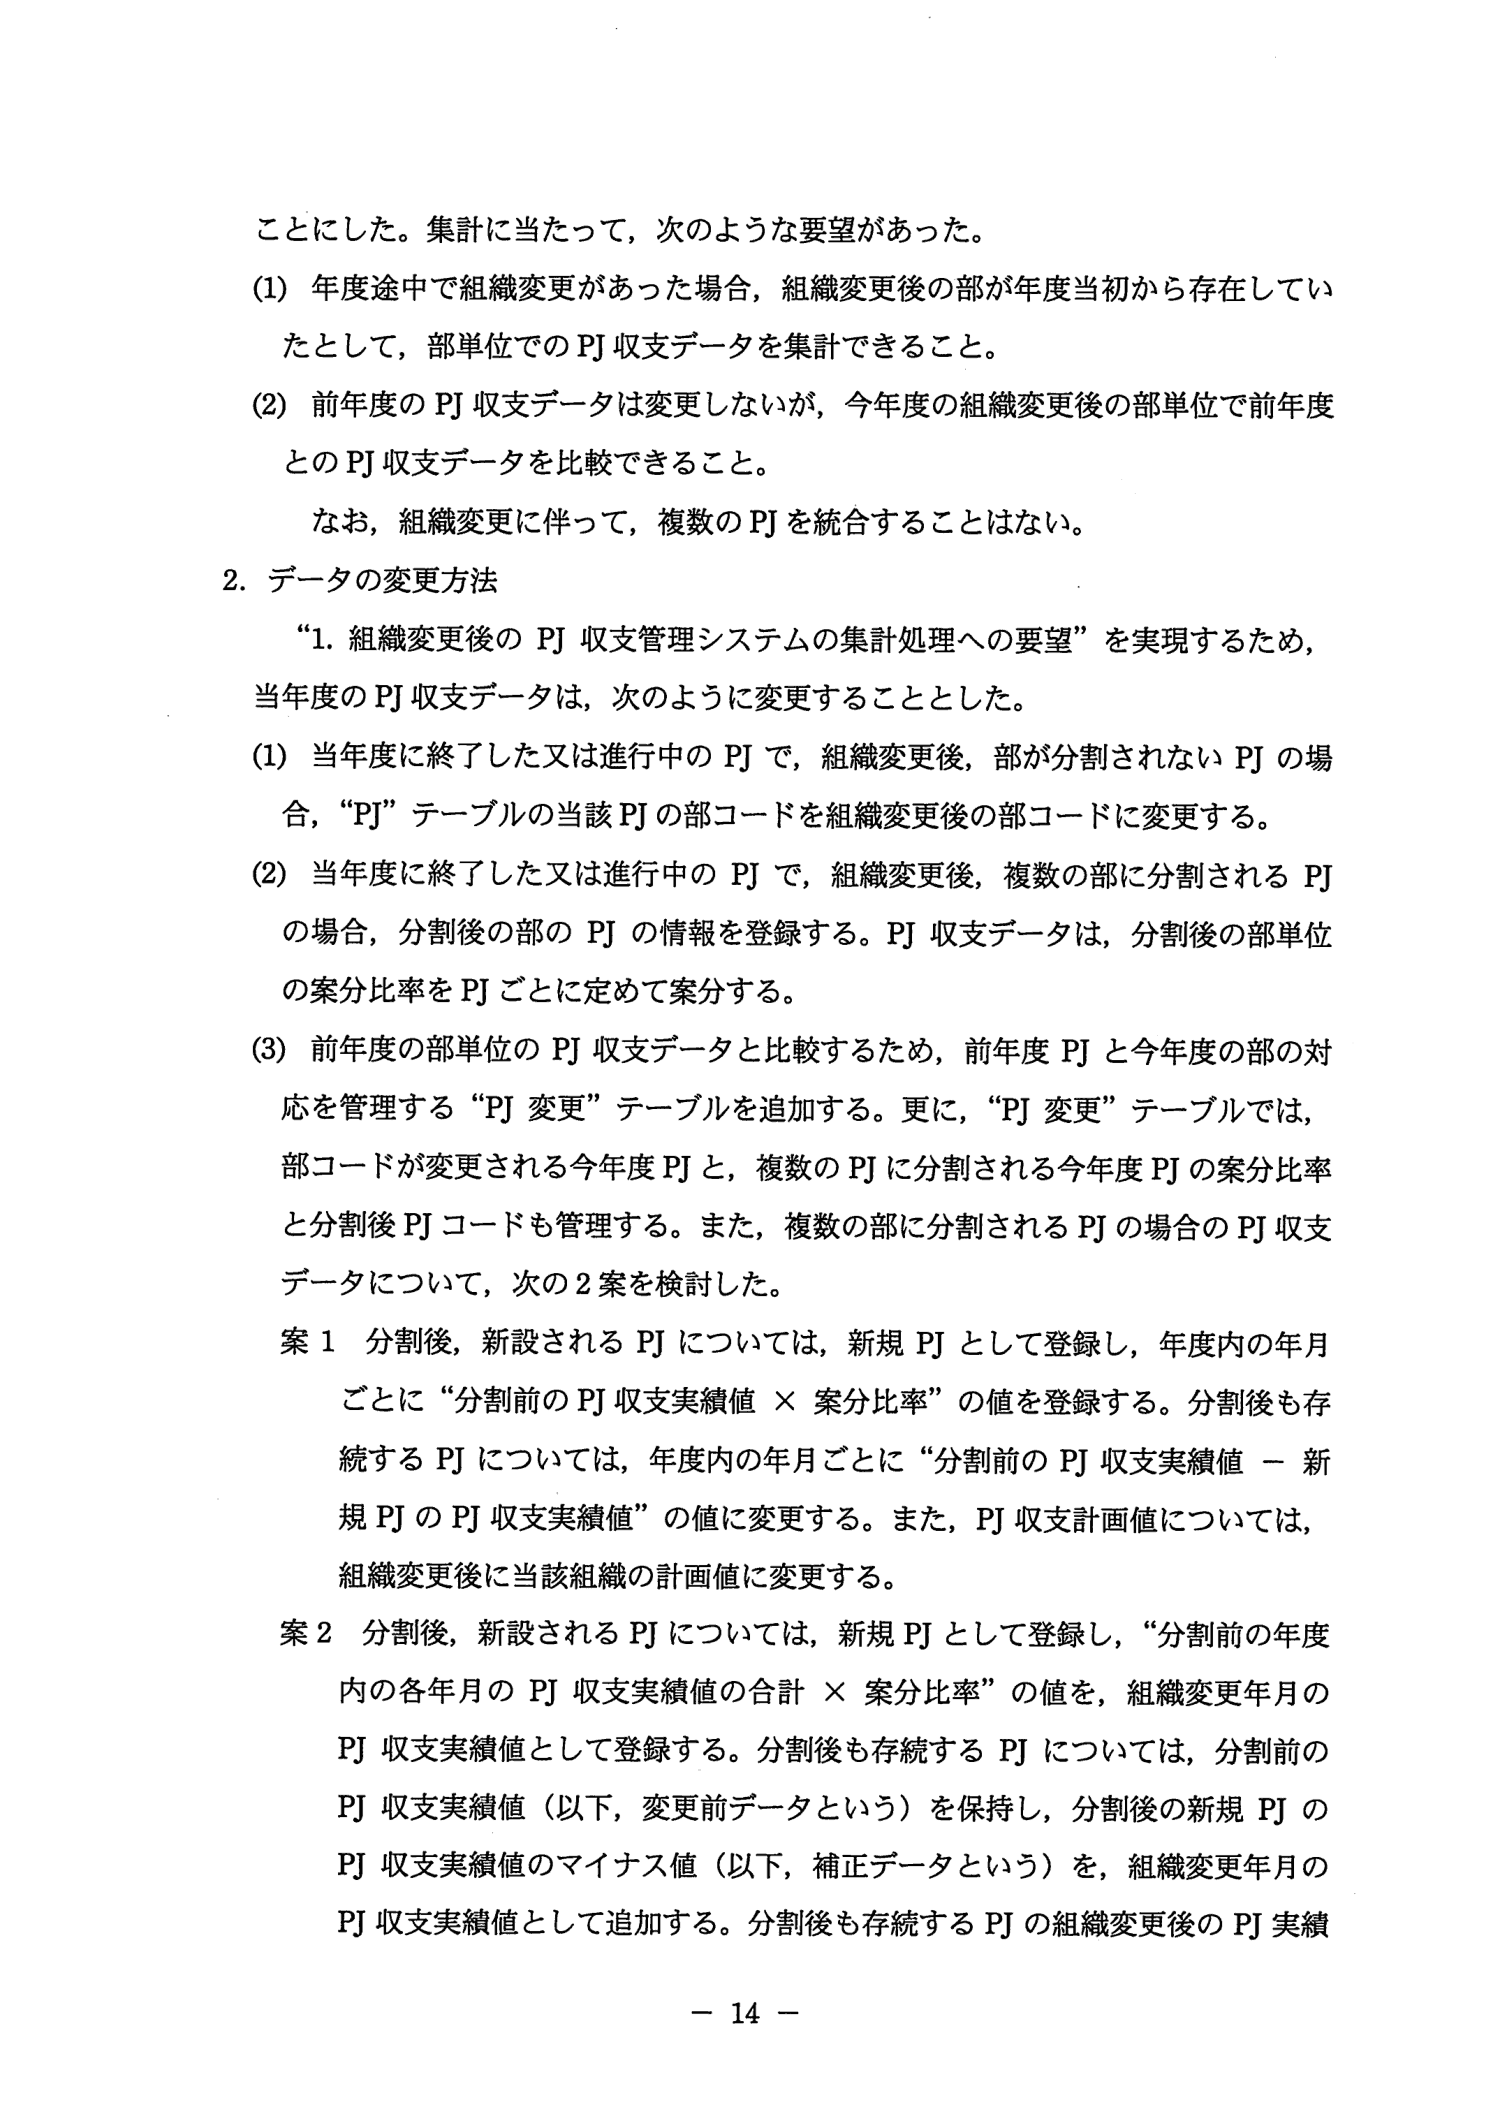 ことにした。集計に当たって，次のような要望があった。
(1) 年度途中で組織変更があった場合，組織変更後の部が年度当初から存在してい
たとして，部単位での PJ 収支データを集計できること。
(2) 前年度の PJ 収支データは変更しないが，今年度の組織変更後の部単位で前年度
との PJ 収支データを比較できること。
なお，組織変更に伴って，複数の PJ を統合することはない。
2. データの変更方法
“1. 組織変更後の PJ 収支管理システムの集計処理への要望” を実現するため，
当年度の PJ 収支データは，次のように変更することとした。
(1) 当年度に終了した又は進行中の PJ で，組織変更後，部が分割されない PJ の場
合，“PJ” テーブルの当該 PJ の部コードを組織変更後の部コードに変更する。
(2) 当年度に終了した又は進行中の PJ で，組織変更後，複数の部に分割される PJ
の場合，分割後の部の PJ の情報を登録する。PJ 収支データは，分割後の部単位
の案分比率を PJ ごとに定めて案分する。
(3) 前年度の部単位の PJ 収支データと比較するため，前年度 PJ と今年度の部の対
応を管理する “PJ 変更” テーブルを追加する。更に，“PJ 変更” テーブルでは，
部コードが変更される今年度 PJ と，複数の PJ に分割される今年度 PJ の案分比率
と分割後 PJ コードも管理する。また，複数の部に分割される PJ の場合の PJ 収支
データについて，次の 2 案を検討した。
案 1 分割後，新設される PJ については，新規 PJ として登録し，年度内の年月
ごとに “分割前の PJ 収支実績値 × 案分比率” の値を登録する。分割後も存
続する PJ については，年度内の年月ごとに “分割前の PJ 収支実績値 － 新
規 PJ の PJ 収支実績値” の値に変更する。また，PJ 収支計画値については，
組織変更後に当該組織の計画値に変更する。
案 2 分割後，新設される PJ については，新規 PJ として登録し，“分割前の年度
内の各年月の PJ 収支実績値の合計 × 案分比率” の値を，組織変更年月の
PJ 収支実績値として登録する。分割後も存続する PJ については，分割前の
PJ 収支実績値（以下，変更前データという）を保持し，分割後の新規 PJ の
PJ 収支実績値のマイナス値（以下，補正データという）を，組織変更年月の
PJ 収支実績値として追加する。分割後も存続する PJ の組織変更後の PJ 実績
－ 14 －